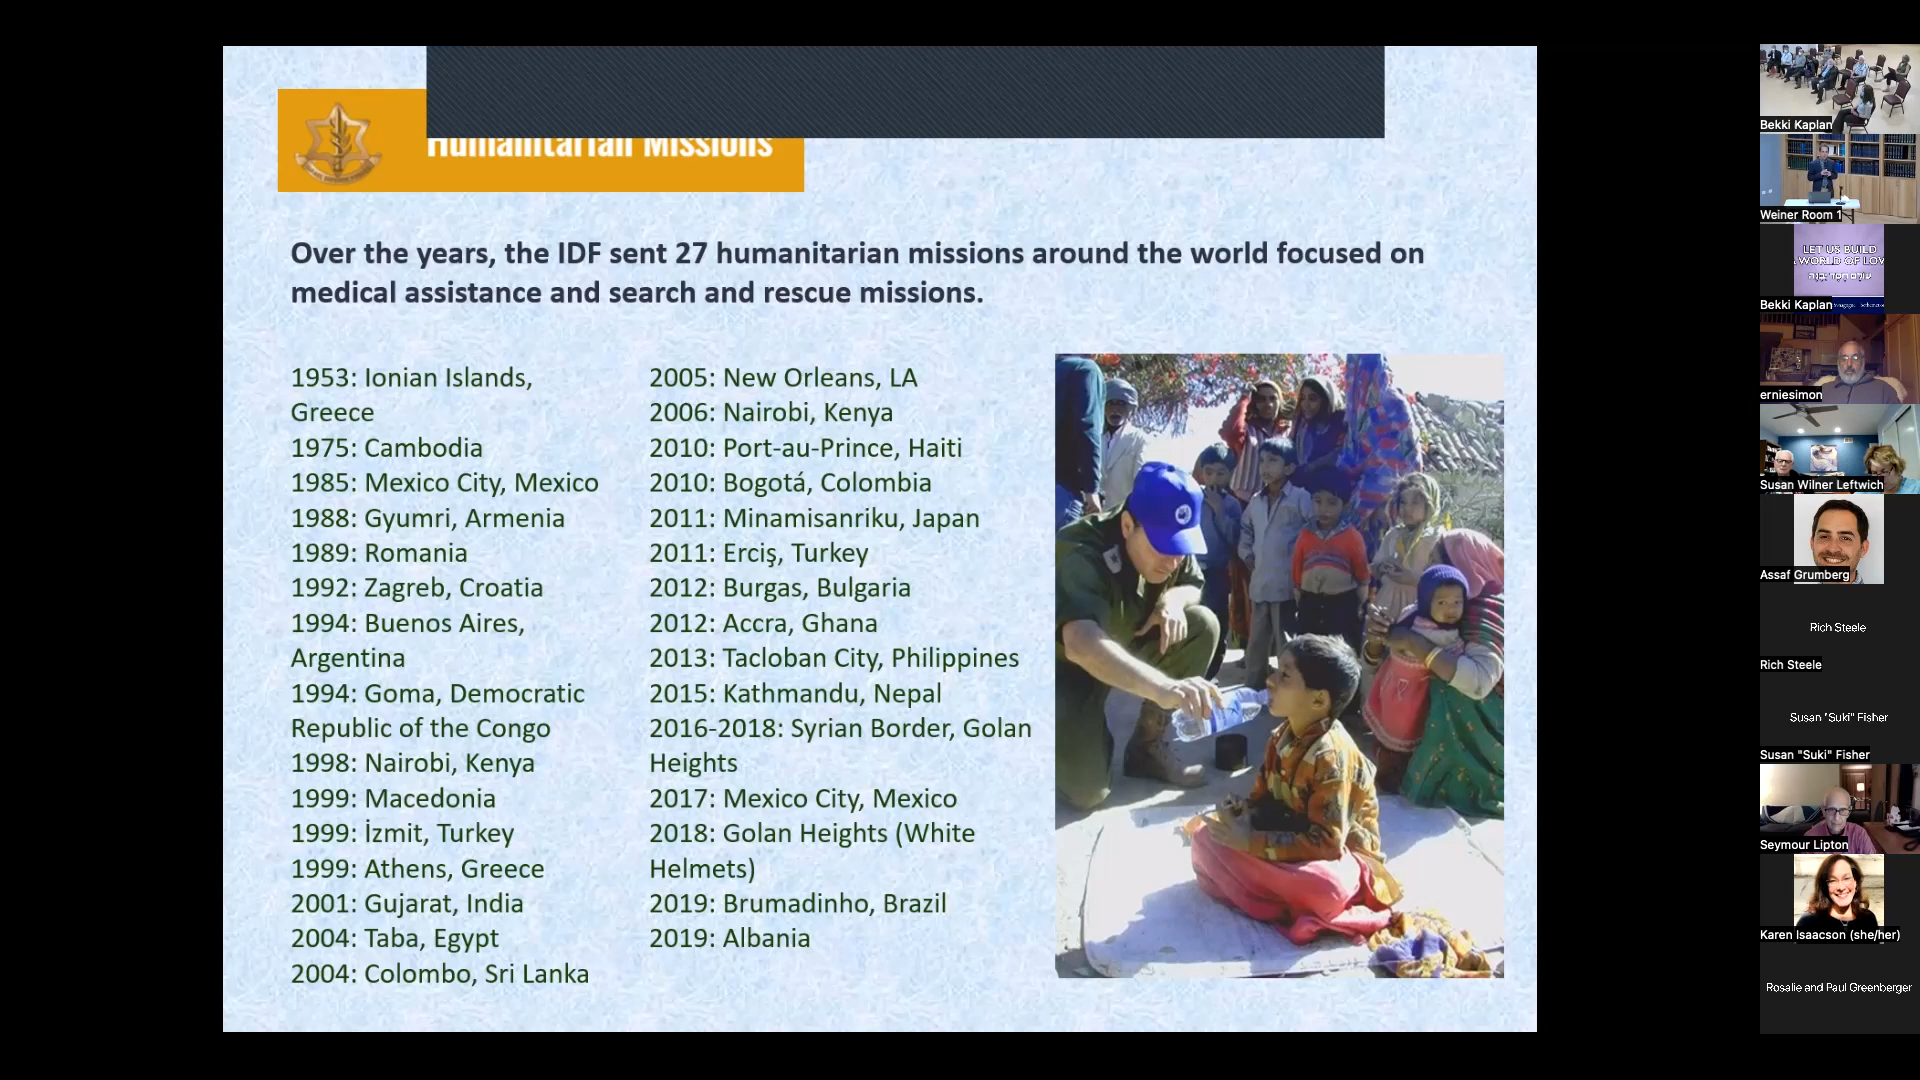 Humanitarian Missions
Over the years, the IDF sent 27 humanitarian missions around the world focused on
medical assistance and search and rescue missions.
1953: Ionian Islands,
Greece
1975: Cambodia
1985: Mexico City, Mexico
1988: Gyumri, Armenia
1989: Romania
1992: Zagreb, Croatia
1994: Buenos Aires,
Argentina
1994: Goma, Democratic
Republic of the Congo
1998: Nairobi, Kenya
1999: Macedonia
1999: İzmit, Turkey
1999: Athens, Greece
2001: Gujarat, India
2004: Taba, Egypt
2004: Colombo, Sri Lanka
2005: New Orleans, LA
2006: Nairobi, Kenya
2010: Port-au-Prince, Haiti
2010: Bogotá, Colombia
2011: Minamisanriku, Japan
2011: Erciş, Turkey
2012: Burgas, Bulgaria
2012: Accra, Ghana
2013: Tacloban City, Philippines
2015: Kathmandu, Nepal
2016-2018: Syrian Border, Golan
Heights
2017: Mexico City, Mexico
2018: Golan Heights (White
Helmets)
2019: Brumadinho, Brazil
2019: Albania
Bekki Kaplan
Weiner Room 1
LET US BUILD
WORLD OF LOV
עולם חסד יבנה
Bekki Kaplan
erniesimon
Susan Wilner Leftwich
Assaf Grumberg
Rich Steele
Rich Steele
Susan "Suki" Fisher
Susan "Suki" Fisher
Seymour Lipton
Karen Isaacson (she/her)
Rosalie and Paul Greenberger